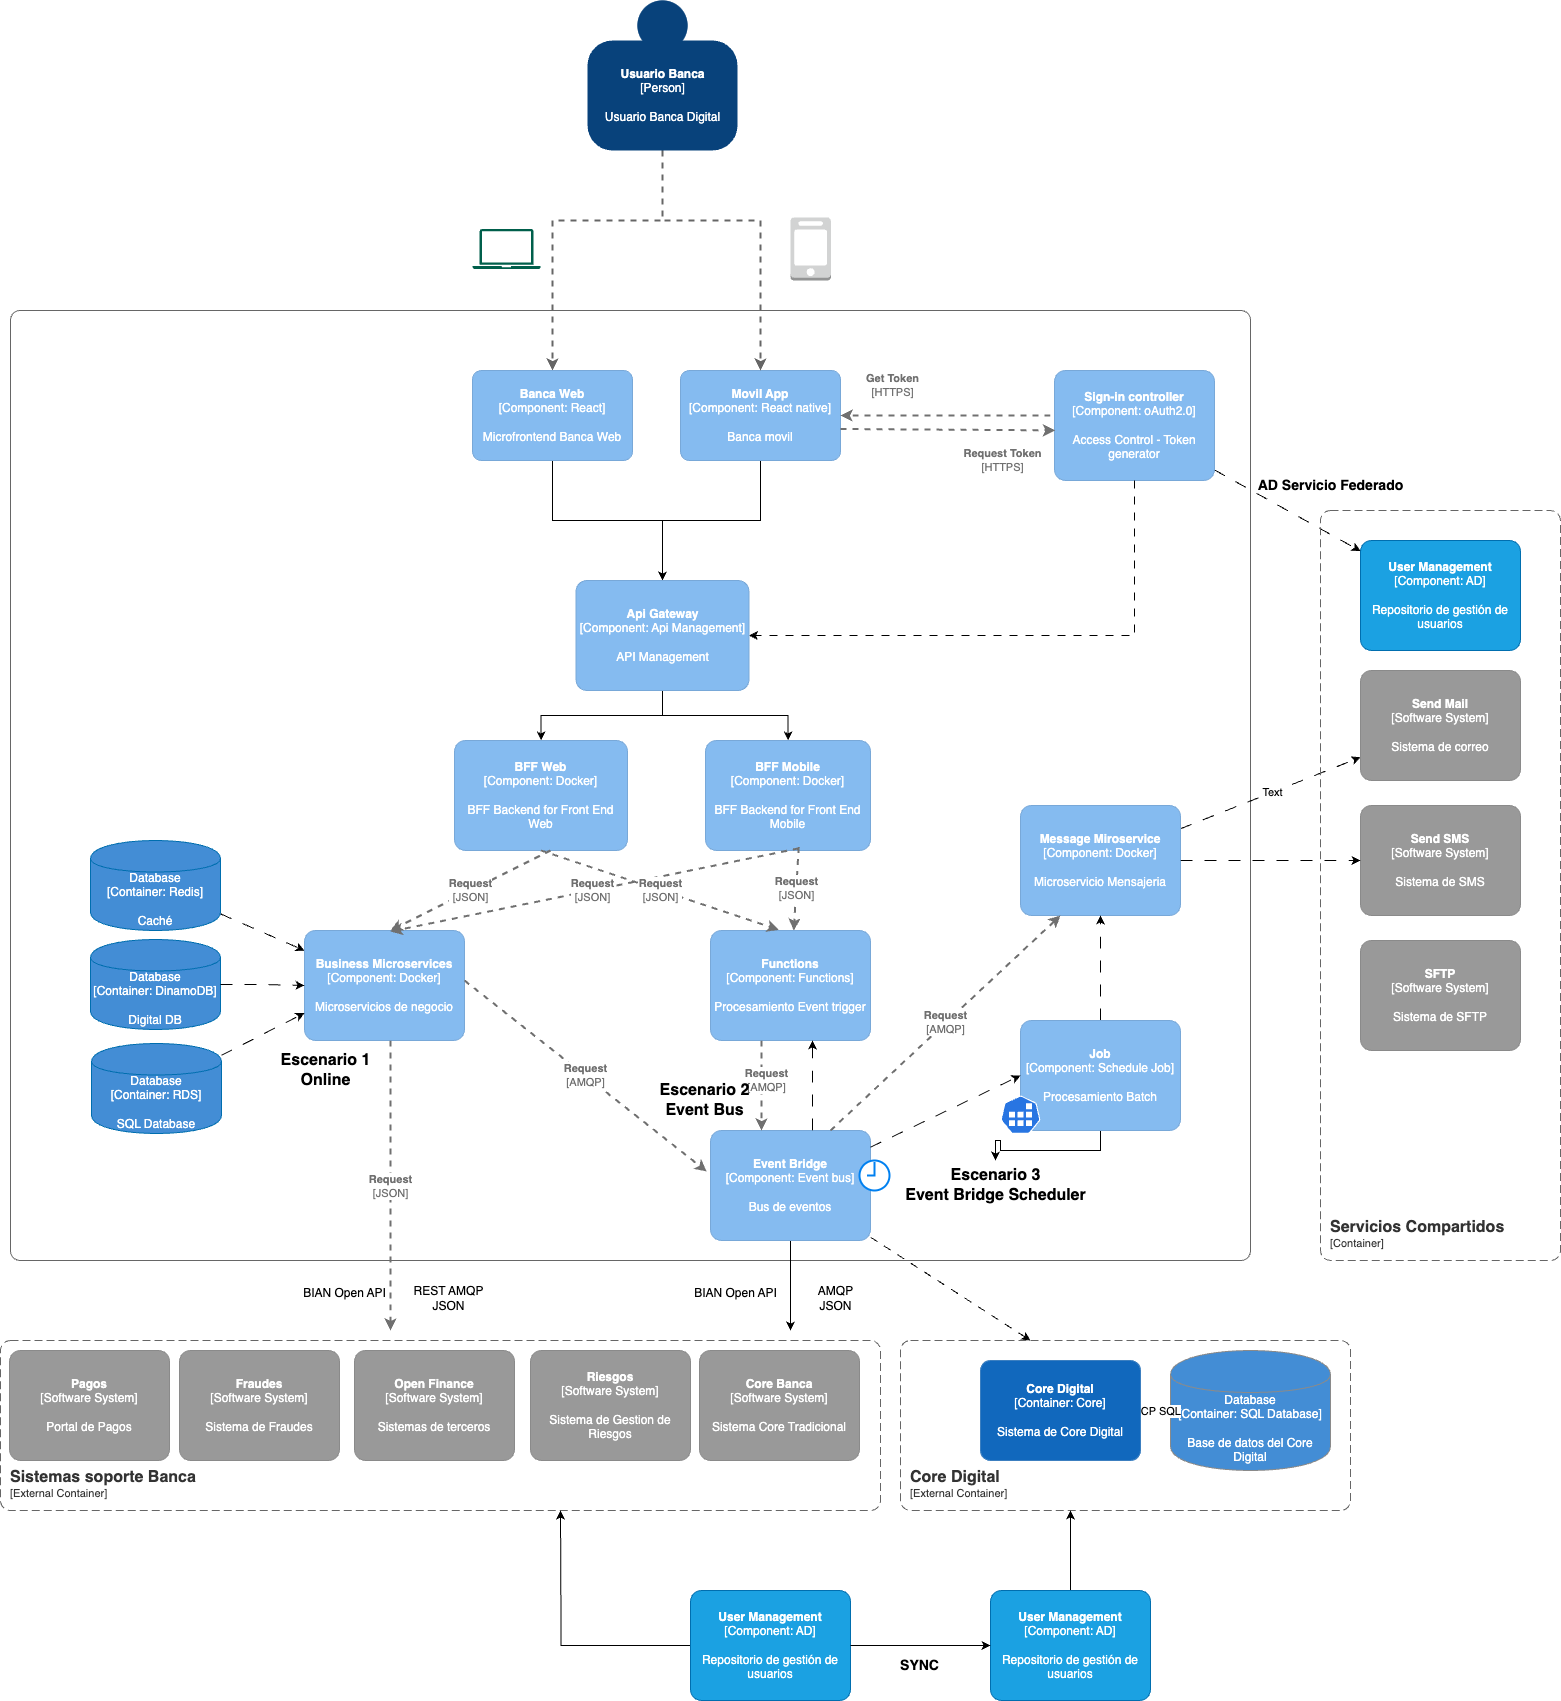 Usuario Banca
[Person]
Usuario Banca Digital
Banca Web
[Component: React]
Microfrontend Banca Web
Movil App
[Component: React native]
Banca movil
Get Token
[HTTPS]
Request Token
[HTTPS]
Sign-in controller
[Component: oAuth2.0]
Access Control - Token
generator
AD Servicio Federado
User Management
[Component: AD]
Repositorio de gestión de
usuarios
Api Gateway
[Component: Api Management]
API Management
Send Mail
[Software System]
Sistema de correo
BFF Web
[Component: Docker]
BFF Backend for Front End
Web
BFF Mobile
[Component: Docker]
BFF Backend for Front End
Mobile
Text
Message Miroservice
[Component: Docker]
Microservicio Mensajeria
Send SMS
[Software System]
Sistema de SMS
Request
[JSON]
Request
[JSON]
Request
[JSON]
Request
[JSON]
Database
[Container: Redis]
Caché
Database
[Container: DinamoDB]
Digital DB
Database
[Container: RDS]
SQL Database
Business Microservices
[Component: Docker]
Microservicios de negocio
Functions
[Component: Functions]
Procesamiento Event trigger
SFTP
[Software System]
Sistema de SFTP
Request
[AMQP]
Escenario 1
Online
Request
[AMQP]
Request
[AMQP]
Escenario 2
Event Bus
Job
[Component: Schedule Job]
Procesamiento Batch
Event Bridge
[Component: Event bus]
Bus de eventos
Escenario 3
Event Bridge Scheduler
Request
[JSON]
Servicios Compartidos
[Container]
BIAN Open API
REST AMQP
JSON
BIAN Open API
AMQP
JSON
Pagos
[Software System]
Portal de Pagos
Fraudes
[Software System]
Sistema de Fraudes
Open Finance
[Software System]
Sistemas de terceros
Riesgos
[Software System]
Sistema de Gestion de
Riesgos
Core Banca
[Software System]
Sistema Core Tradicional
Sistemas soporte Banca
[External Container]
Core Digital
[Container: Core]
Sistema de Core Digital
CP SQL
Database
[Container: SQL Database]
Base de datos del Core
Digital
Core Digital
[External Container]
User Management
[Component: AD]
Repositorio de gestión de
usuarios
SYNC
User Management
[Component: AD]
Repositorio de gestión de
usuarios